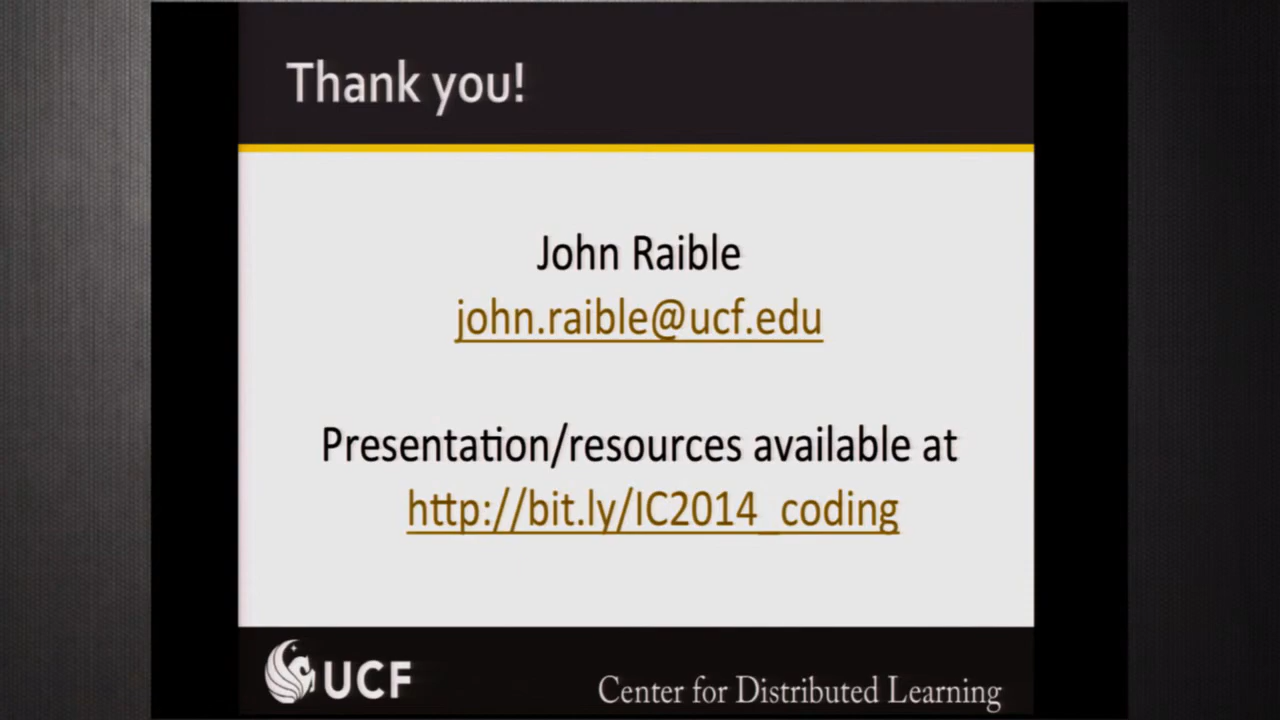 Thank you!
John Raible
john.raible@ucf.edu
Presentation/resources available at
http://bit.ly/IC2014_coding
UCF
Center for Distributed Learning